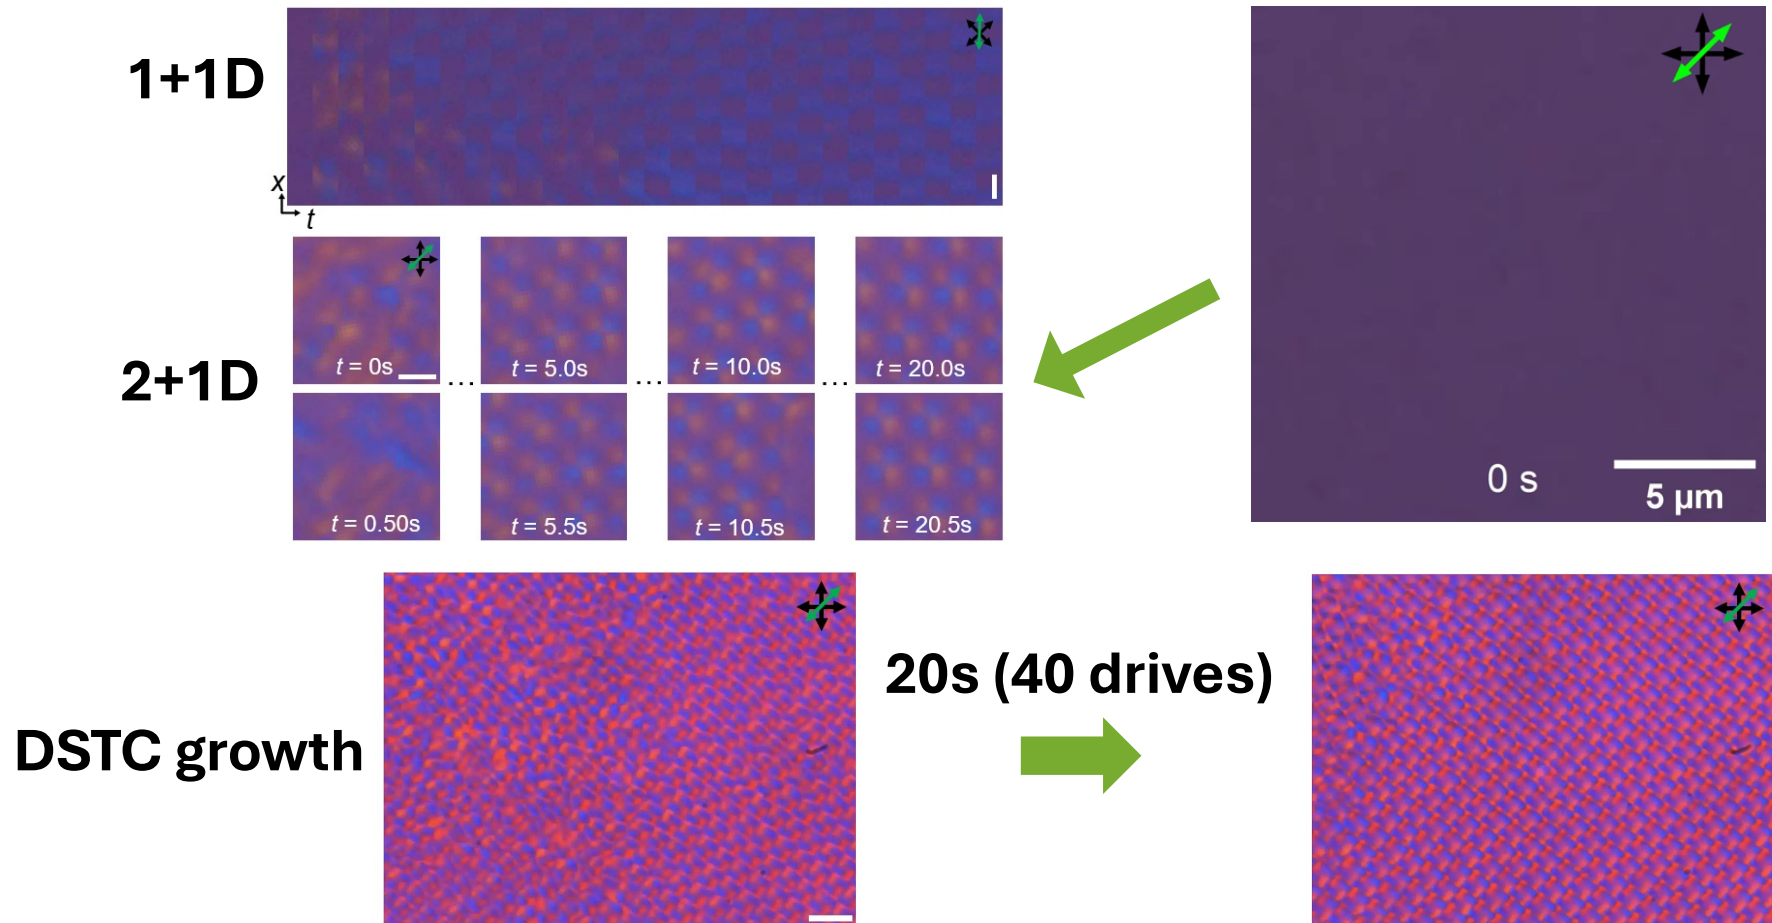 1+1D
x
t
2+1D
t = 0s
t = 5.0s
t = 10.0s
t = 20.0s
... ... ...
t = 0.50s
t = 5.5s
t = 10.5s
t = 20.5s
0 s
5 μm
DSTC growth
20s (40 drives)